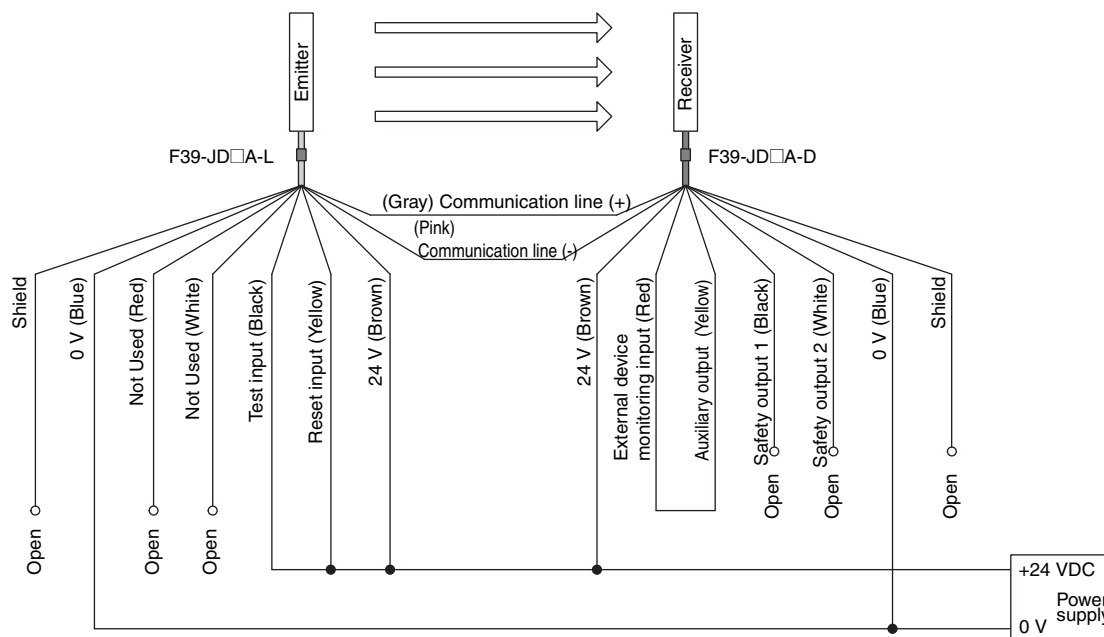 Emitter
Receiver
F39-JD□A-L
F39-JD□A-D
(Gray) Communication line (+)
(Pink)
Communication line (-)
Shield
0 V (Blue)
Not Used (Red)
Not Used (White)
Test input (Black)
Reset input (Yellow)
24 V (Brown)
24 V (Brown)
External device
monitoring input (Red)
Auxiliary output (Yellow)
Safety output 1 (Black)
Safety output 2 (White)
0 V (Blue)
Shield
Open
Open
Open
Open
Open
Open
+24 VDC
Power
supply
0 V